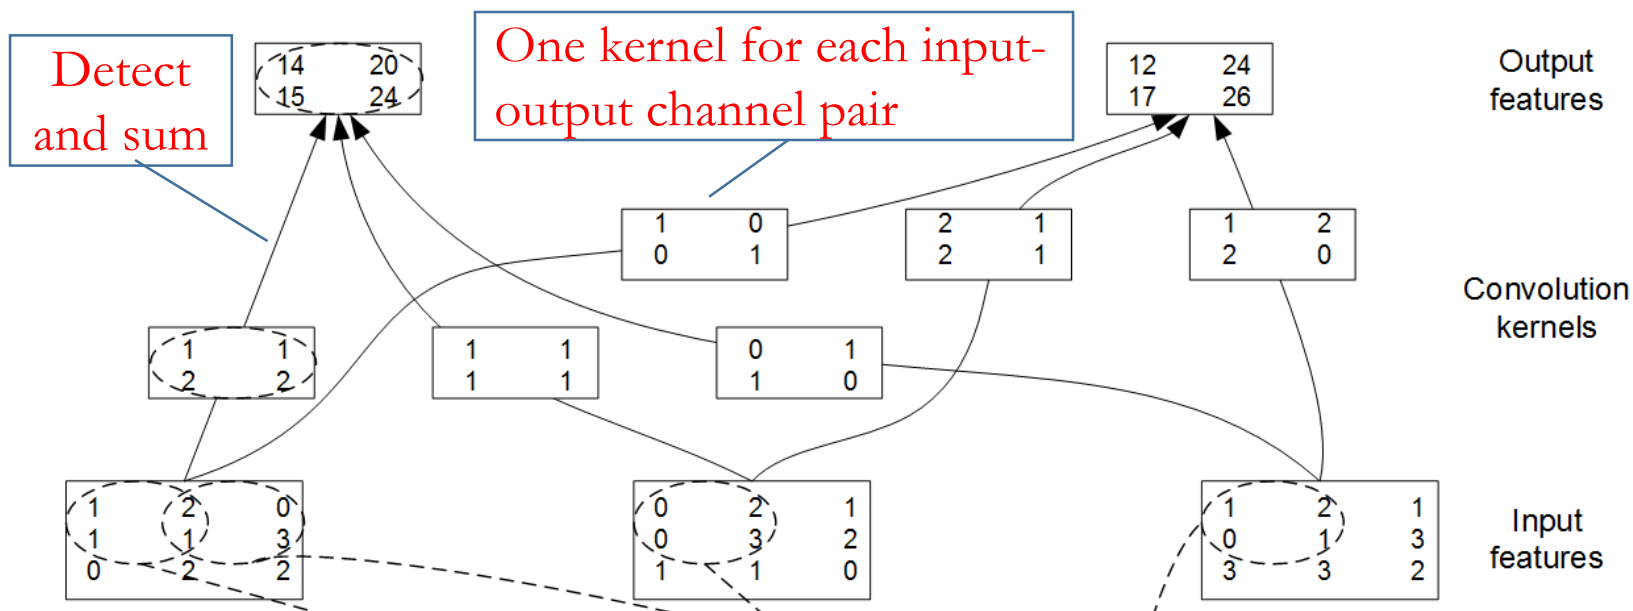 Detect
and sum
One kernel for each input-
output channel pair
14 20
15 24
12 24
17 26
Output
features
1 0
0 1
2 1
2 1
1 2
2 0
Convolution
kernels
1 1
2 2
1 1
1 1
0 1
1 0
1 2 0
1 1 3
0 2 2
0 2 1
0 3 2
1 1 0
1 2 1
0 1 3
3 3 2
Input
features